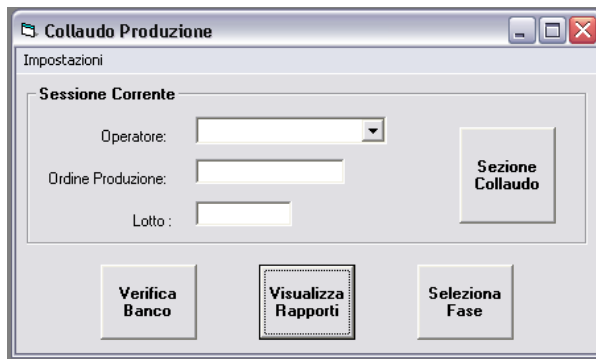 Collaudo Produzione
Impostazioni
Sessione Corrente
Operatore:
Ordine Produzione:
Lotto :
Sezione
Collaudo
Verifica
Banco
Visualizza
Rapporti
Seleziona
Fase